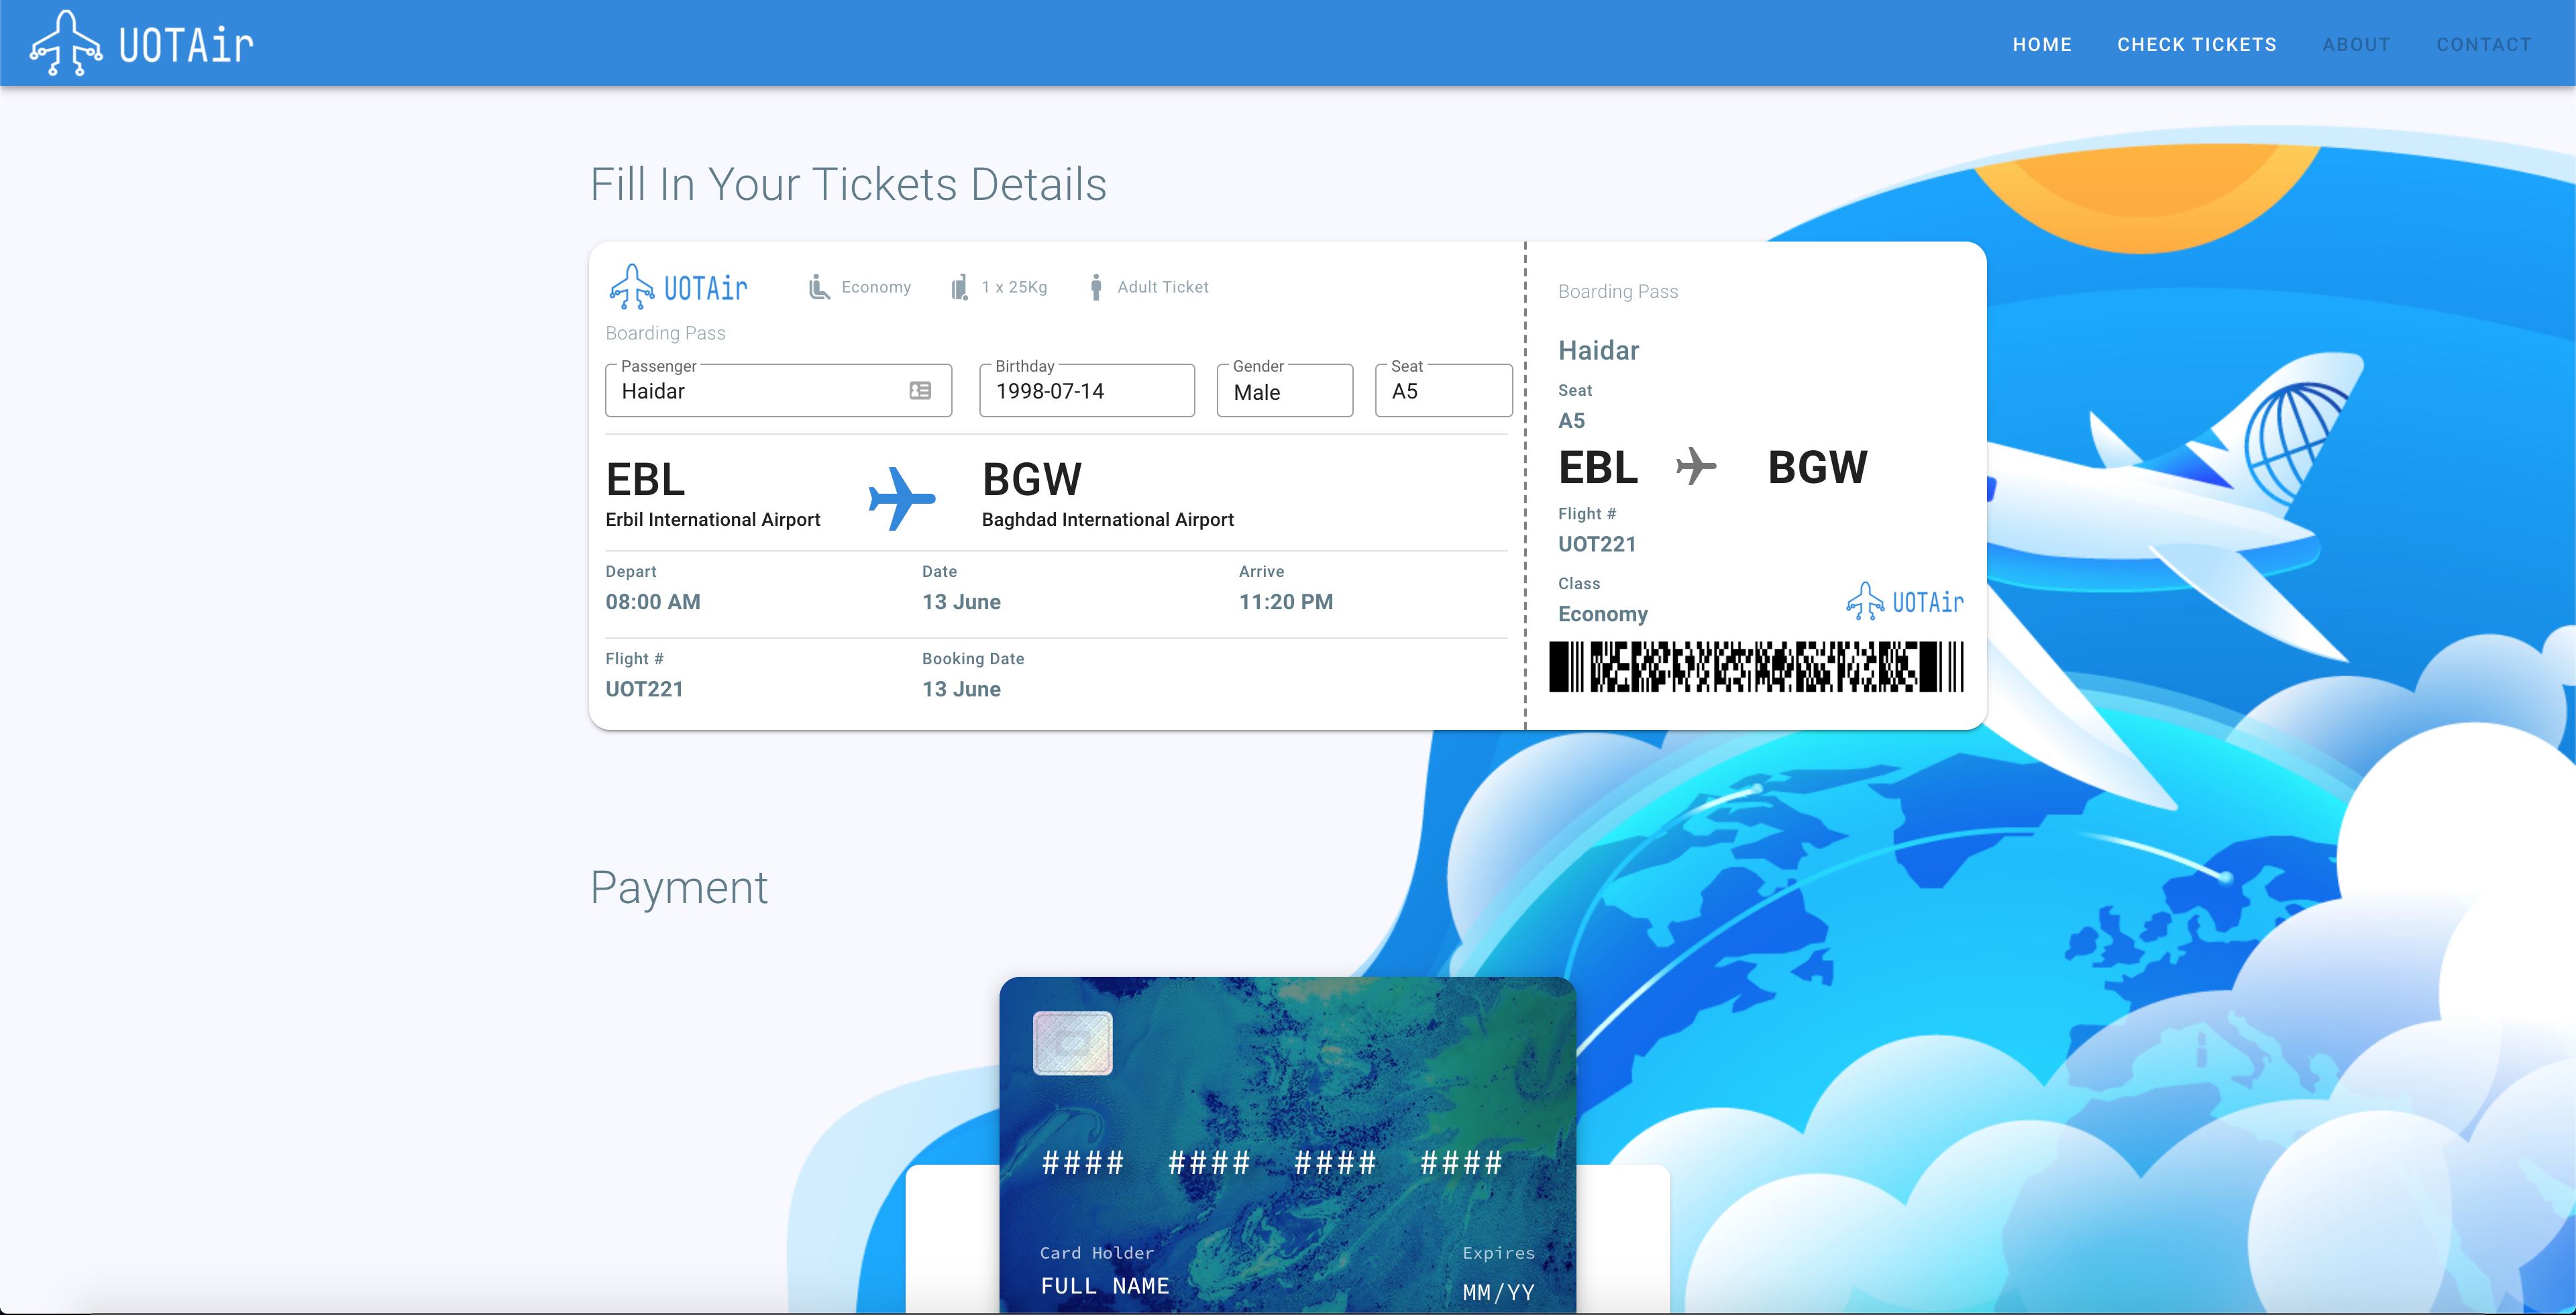 UOTAir
HOME CHECK TICKETS ABOUT CONTACT
Fill In Your Tickets Details
UOTAir Economy 1 x 25Kg Adult Ticket
Boarding Pass
Passenger Birthday Gender Seat
Haidar 1998-07-14 Male A5
EBL BGW
Erbil International Airport Baghdad International Airport
Depart Date Arrive
08:00 AM 13 June 11:20 PM
Flight # Booking Date
UOT221 13 June
Boarding Pass
Haidar
Seat
A5
EBL BGW
Flight #
UOT221
Class
Economy
UOTAir
Payment
#### #### #### ####
Card Holder Expires
FULL NAME MM/YY